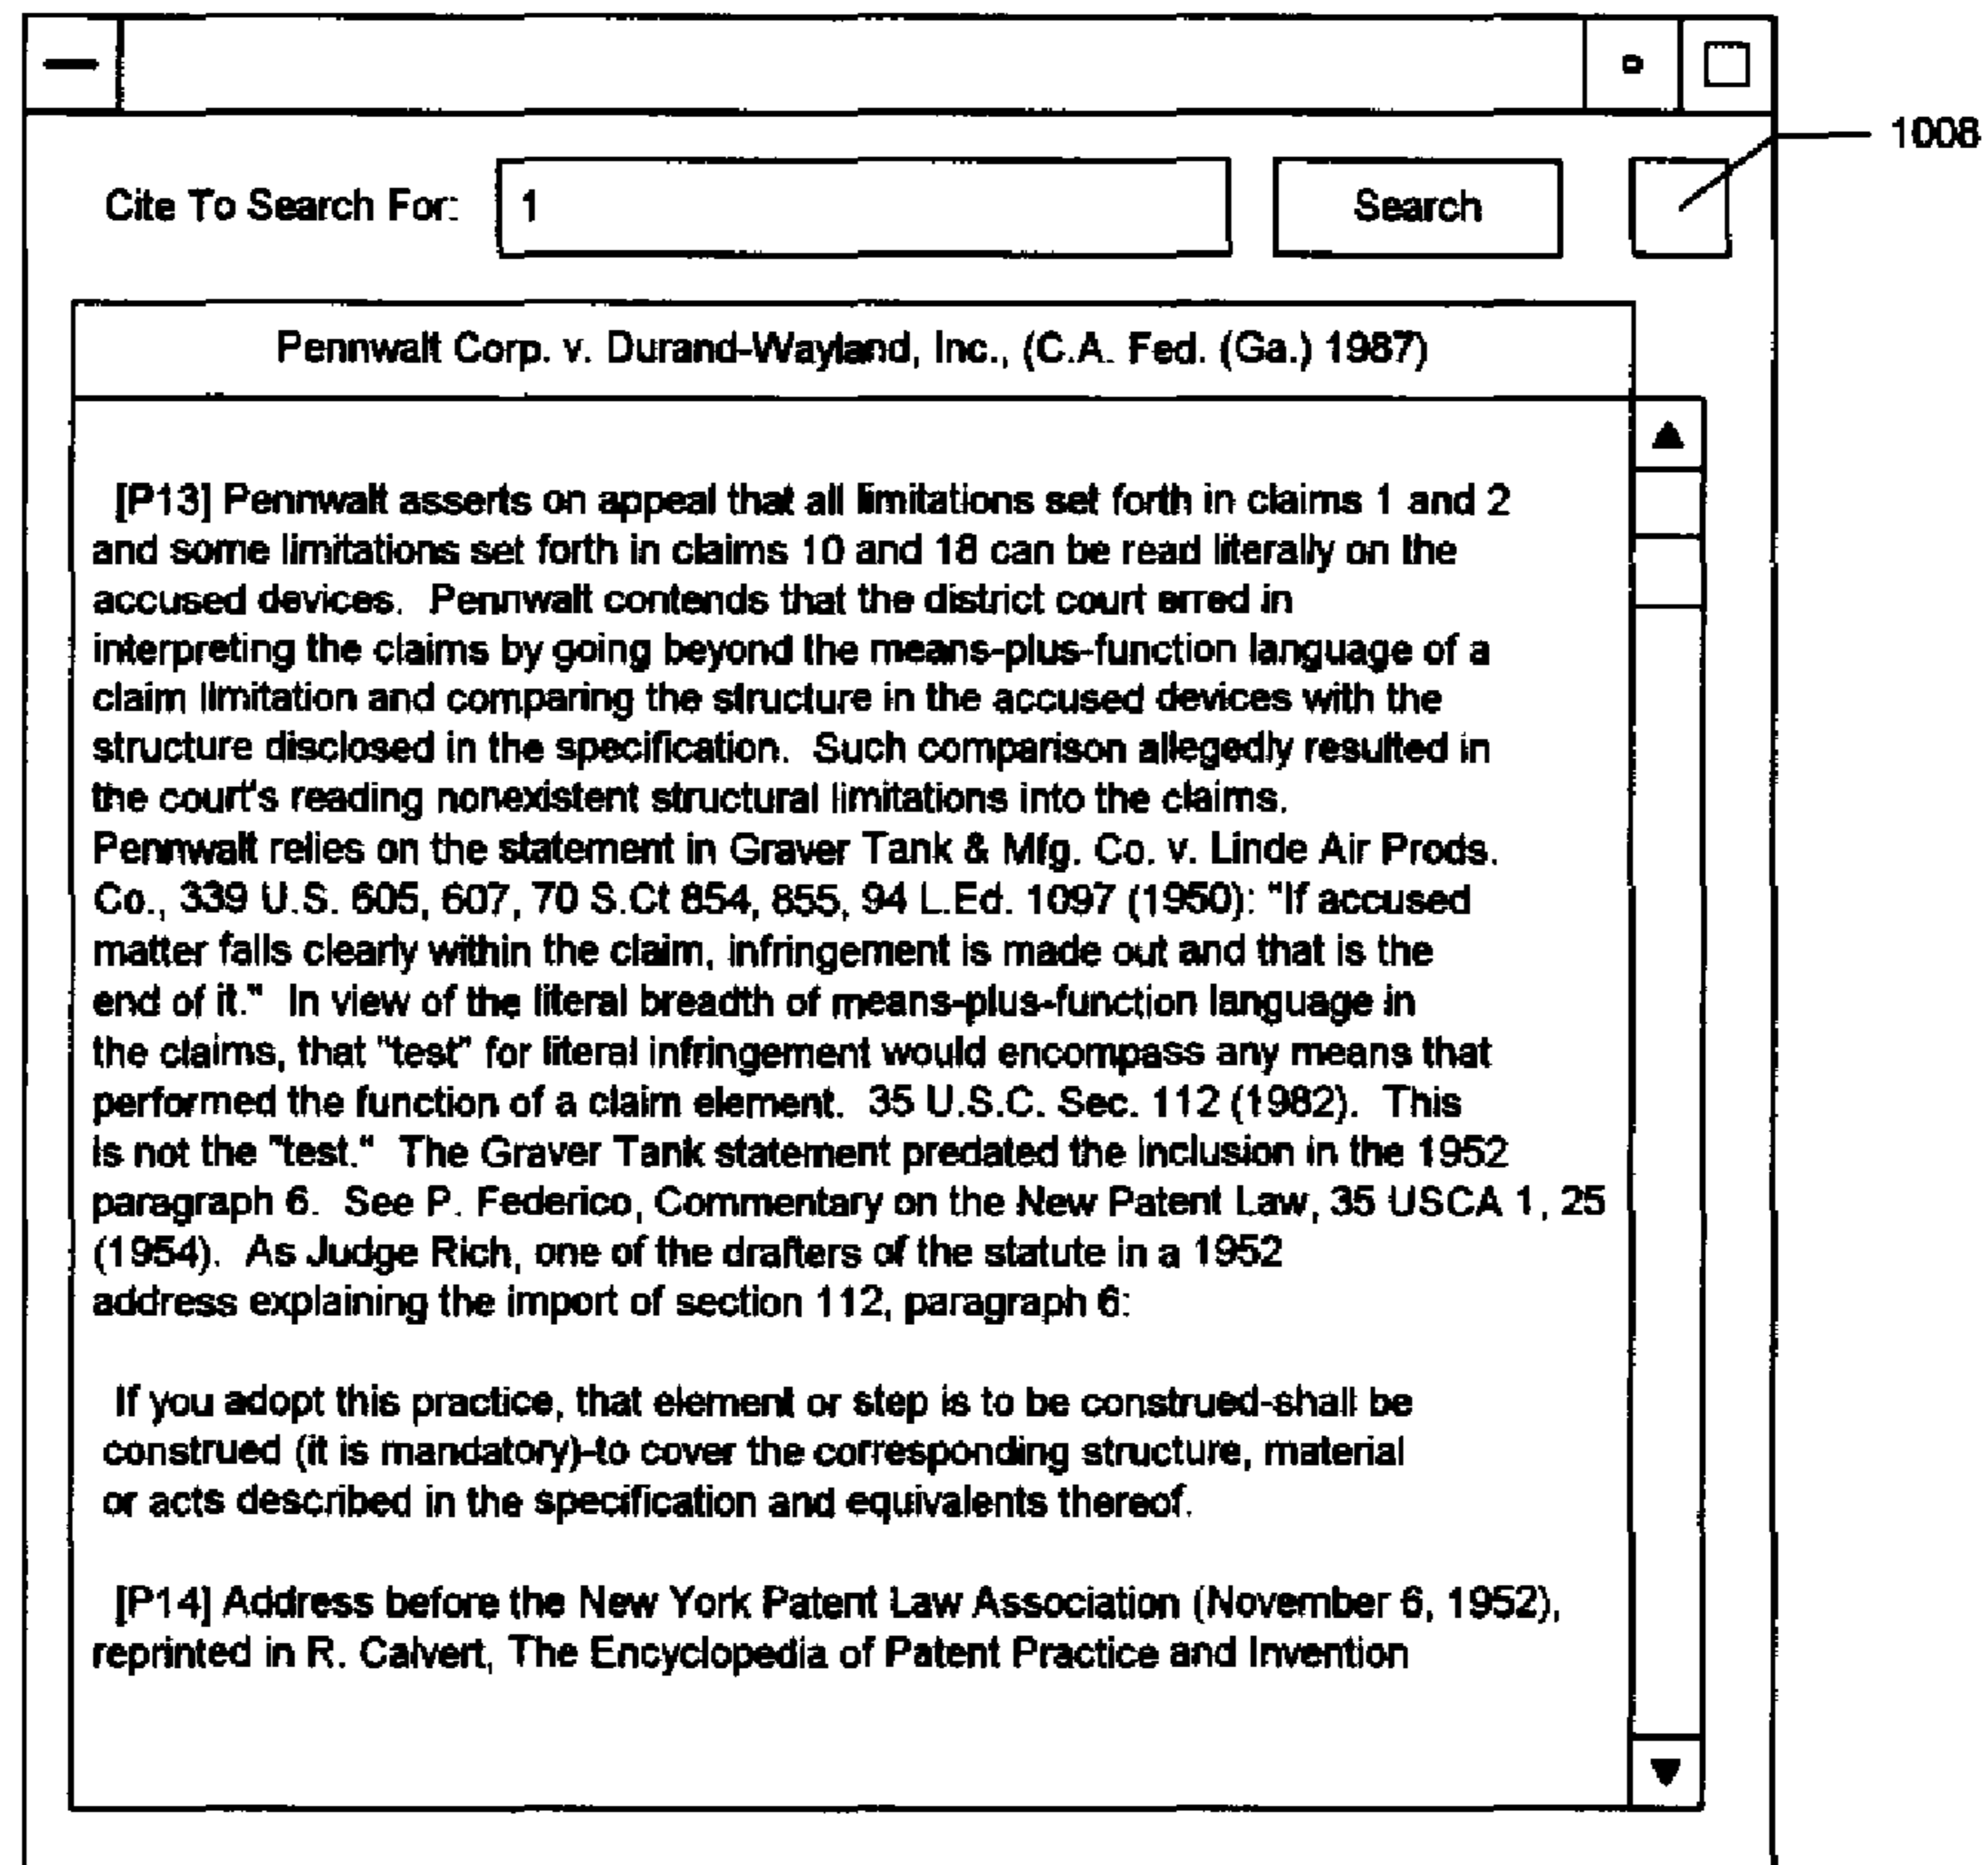 1008
Cite To Search For: 1 Search
Pennwalt Corp. v. Durand-Wayland, Inc., (C.A. Fed. (Ga.) 1987)
[P13] Pennwalt asserts on appeal that all limitations set forth in claims 1 and 2
and some limitations set forth in claims 10 and 18 can be read literally on the
accused devices. Pennwalt contends that the district court erred in
interpreting the claims by going beyond the means-plus-function language of a
claim limitation and comparing the structure in the accused devices with the
structure disclosed in the specification. Such comparison allegedly resulted in
the court's reading nonexistent structural limitations into the claims.
Pennwalt relies on the statement in Graver Tank & Mfg. Co. v. Linde Air Prods.
Co., 339 U.S. 605, 607, 70 S.Ct 854, 855, 94 L.Ed. 1097 (1950): "If accused
matter falls clearly within the claim, infringement is made out and that is the
end of it." In view of the literal breadth of means-plus-function language in
the claims, that "test" for literal infringement would encompass any means that
performed the function of a claim element. 35 U.S.C. Sec. 112 (1982). This
is not the "test." The Graver Tank statement predated the inclusion in the 1952
paragraph 6. See P. Federico, Commentary on the New Patent Law, 35 USCA 1, 25
(1954). As Judge Rich, one of the drafters of the statute in a 1952
address explaining the import of section 112, paragraph 6:
If you adopt this practice, that element or step is to be construed-shall be
construed (it is mandatory)-to cover the corresponding structure, material
or acts described in the specification and equivalents thereof.
[P14] Address before the New York Patent Law Association (November 6, 1952),
reprinted in R. Calvert, The Encyclopedia of Patent Practice and Invention